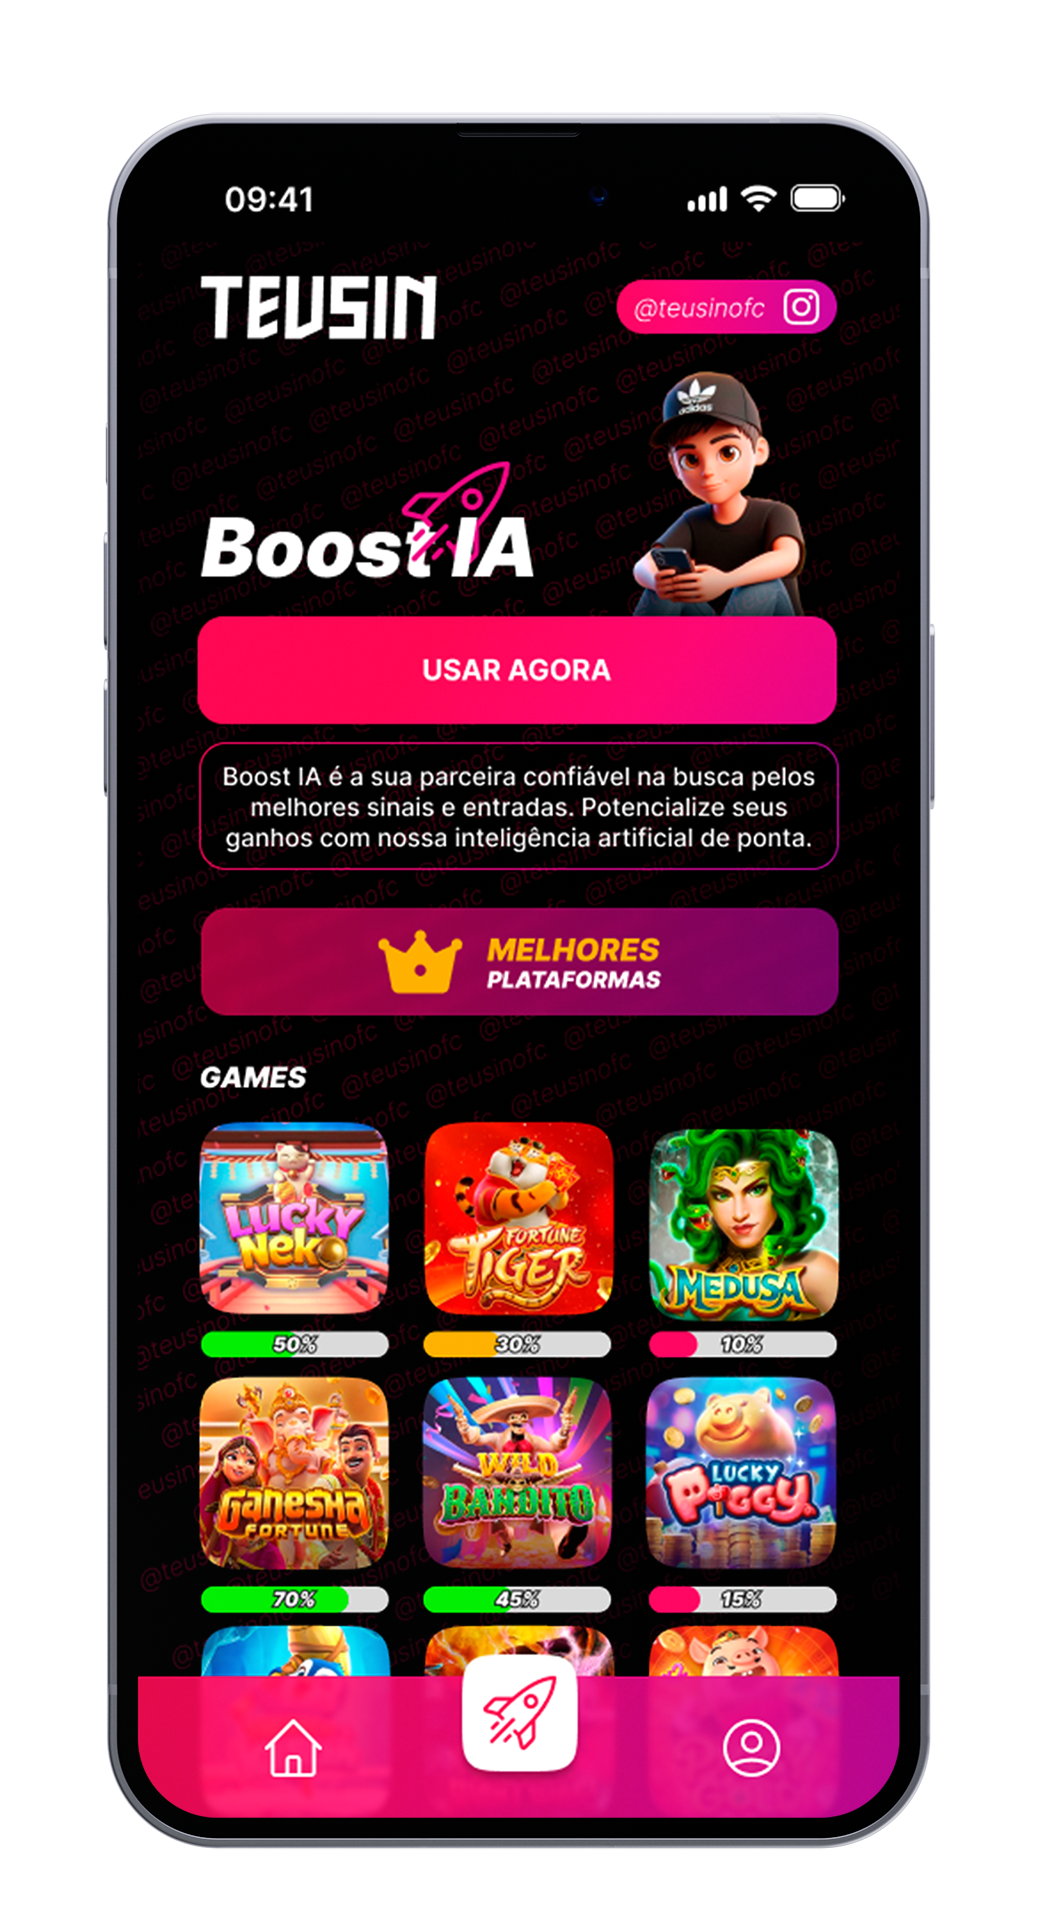 09:41
TEUSIN
@teusinofc
adidas
Boost IA
USAR AGORA
Boost IA é a sua parceira confiável na busca pelos
melhores sinais e entradas. Potencialize seus
ganhos com nossa inteligência artificial de ponta.
MELHORES
PLATAFORMAS
GAMES
LUCKY
NEKO
FORTUNE
TIGER
MEDUSA
50%
30%
10%
GANESHA
FORTUNE
WILD
BANDITO
LUCKY
PIGGY
70%
45%
15%